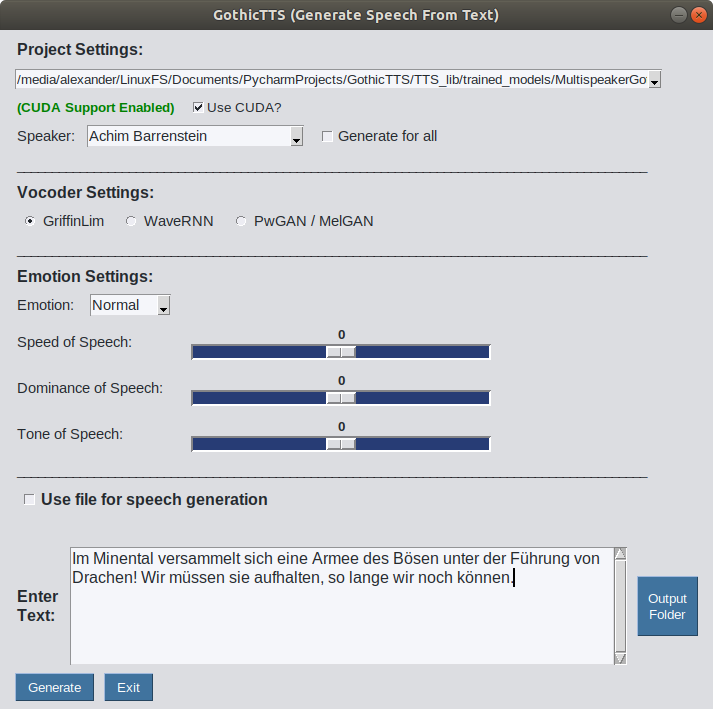 GothicTTS (Generate Speech From Text)
Project Settings:
/media/alexander/LinuxFS/Documents/PycharmProjects/GothicTTS/TTS_lib/trained_models/MultispeakerGo
(CUDA Support Enabled) Use CUDA?
Speaker: Achim Barrenstein Generate for all
Vocoder Settings:
GriffinLim WaveRNN PwGAN / MelGAN
Emotion Settings:
Emotion: Normal
0
Speed of Speech:
0
Dominance of Speech:
0
Tone of Speech:
Use file for speech generation
Im Minental versammelt sich eine Armee des Bösen unter der Führung von
Drachen! Wir müssen sie aufhalten, so lange wir noch können.
Enter
Text:
Output
Folder
Generate Exit